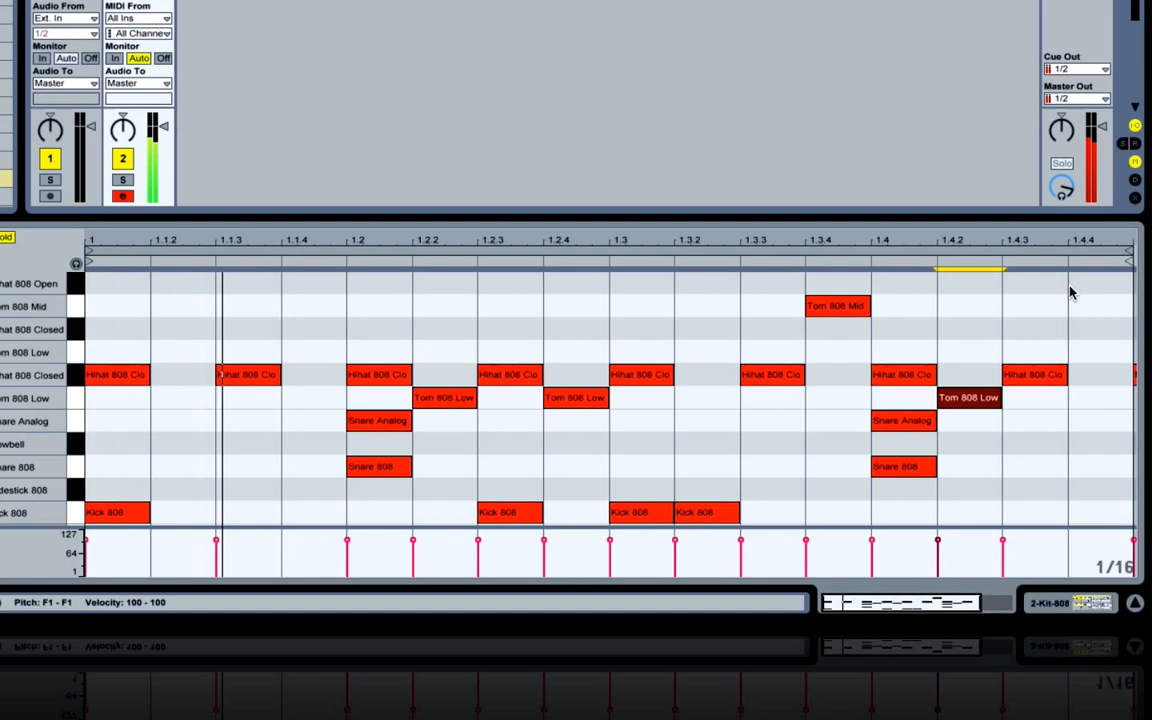 Audio From MIDI From
Ext. In All Ins
1/2 All Channe
Monitor Monitor
In Auto Off In Auto Off
Audio To Audio To Cue Out
Master Master 1/2
Master Out
1/2
1 2 Solo
S S
S R
old
1 1.1.2 1.1.3 1.1.4 1.2 1.2.2 1.2.3 1.2.4 1.3 1.3.2 1.3.3 1.3.4 1.4 1.4.2 1.4.3 1.4.4
hat 808 Open
om 808 Mid Tom 808 Mid
hat 808 Closed
om 808 Low
hat 808 Closed Hihat 808 Clo Hihat 808 Clo Hihat 808 Clo Hihat 808 Clo Hihat 808 Clo Hihat 808 Clo Hihat 808 Clo Hihat 808 Clo
om 808 Low Tom 808 Low Tom 808 Low Tom 808 Low
nare Analog Snare Analog Snare Analog
owbell
nare 808 Snare 808 Snare 808
destick 808
ck 808 Kick 808 Kick 808 Kick 808 Kick 808
127
64
1 1/16
Pitch: F1 - F1 Velocity: 100 - 100 2-Kit-808